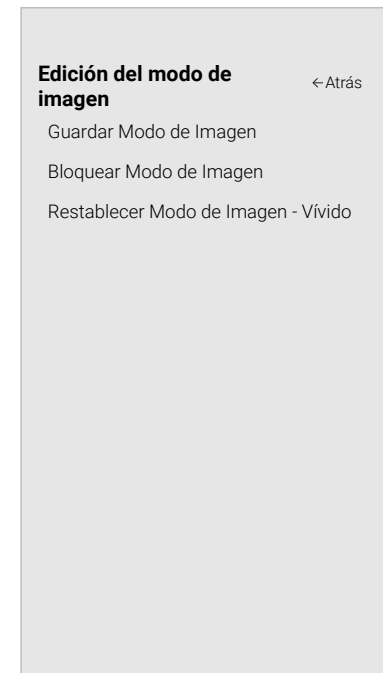 Edición del modo de
imagen
←Atrás
Guardar Modo de Imagen
Bloquear Modo de Imagen
Restablecer Modo de Imagen - Vívido